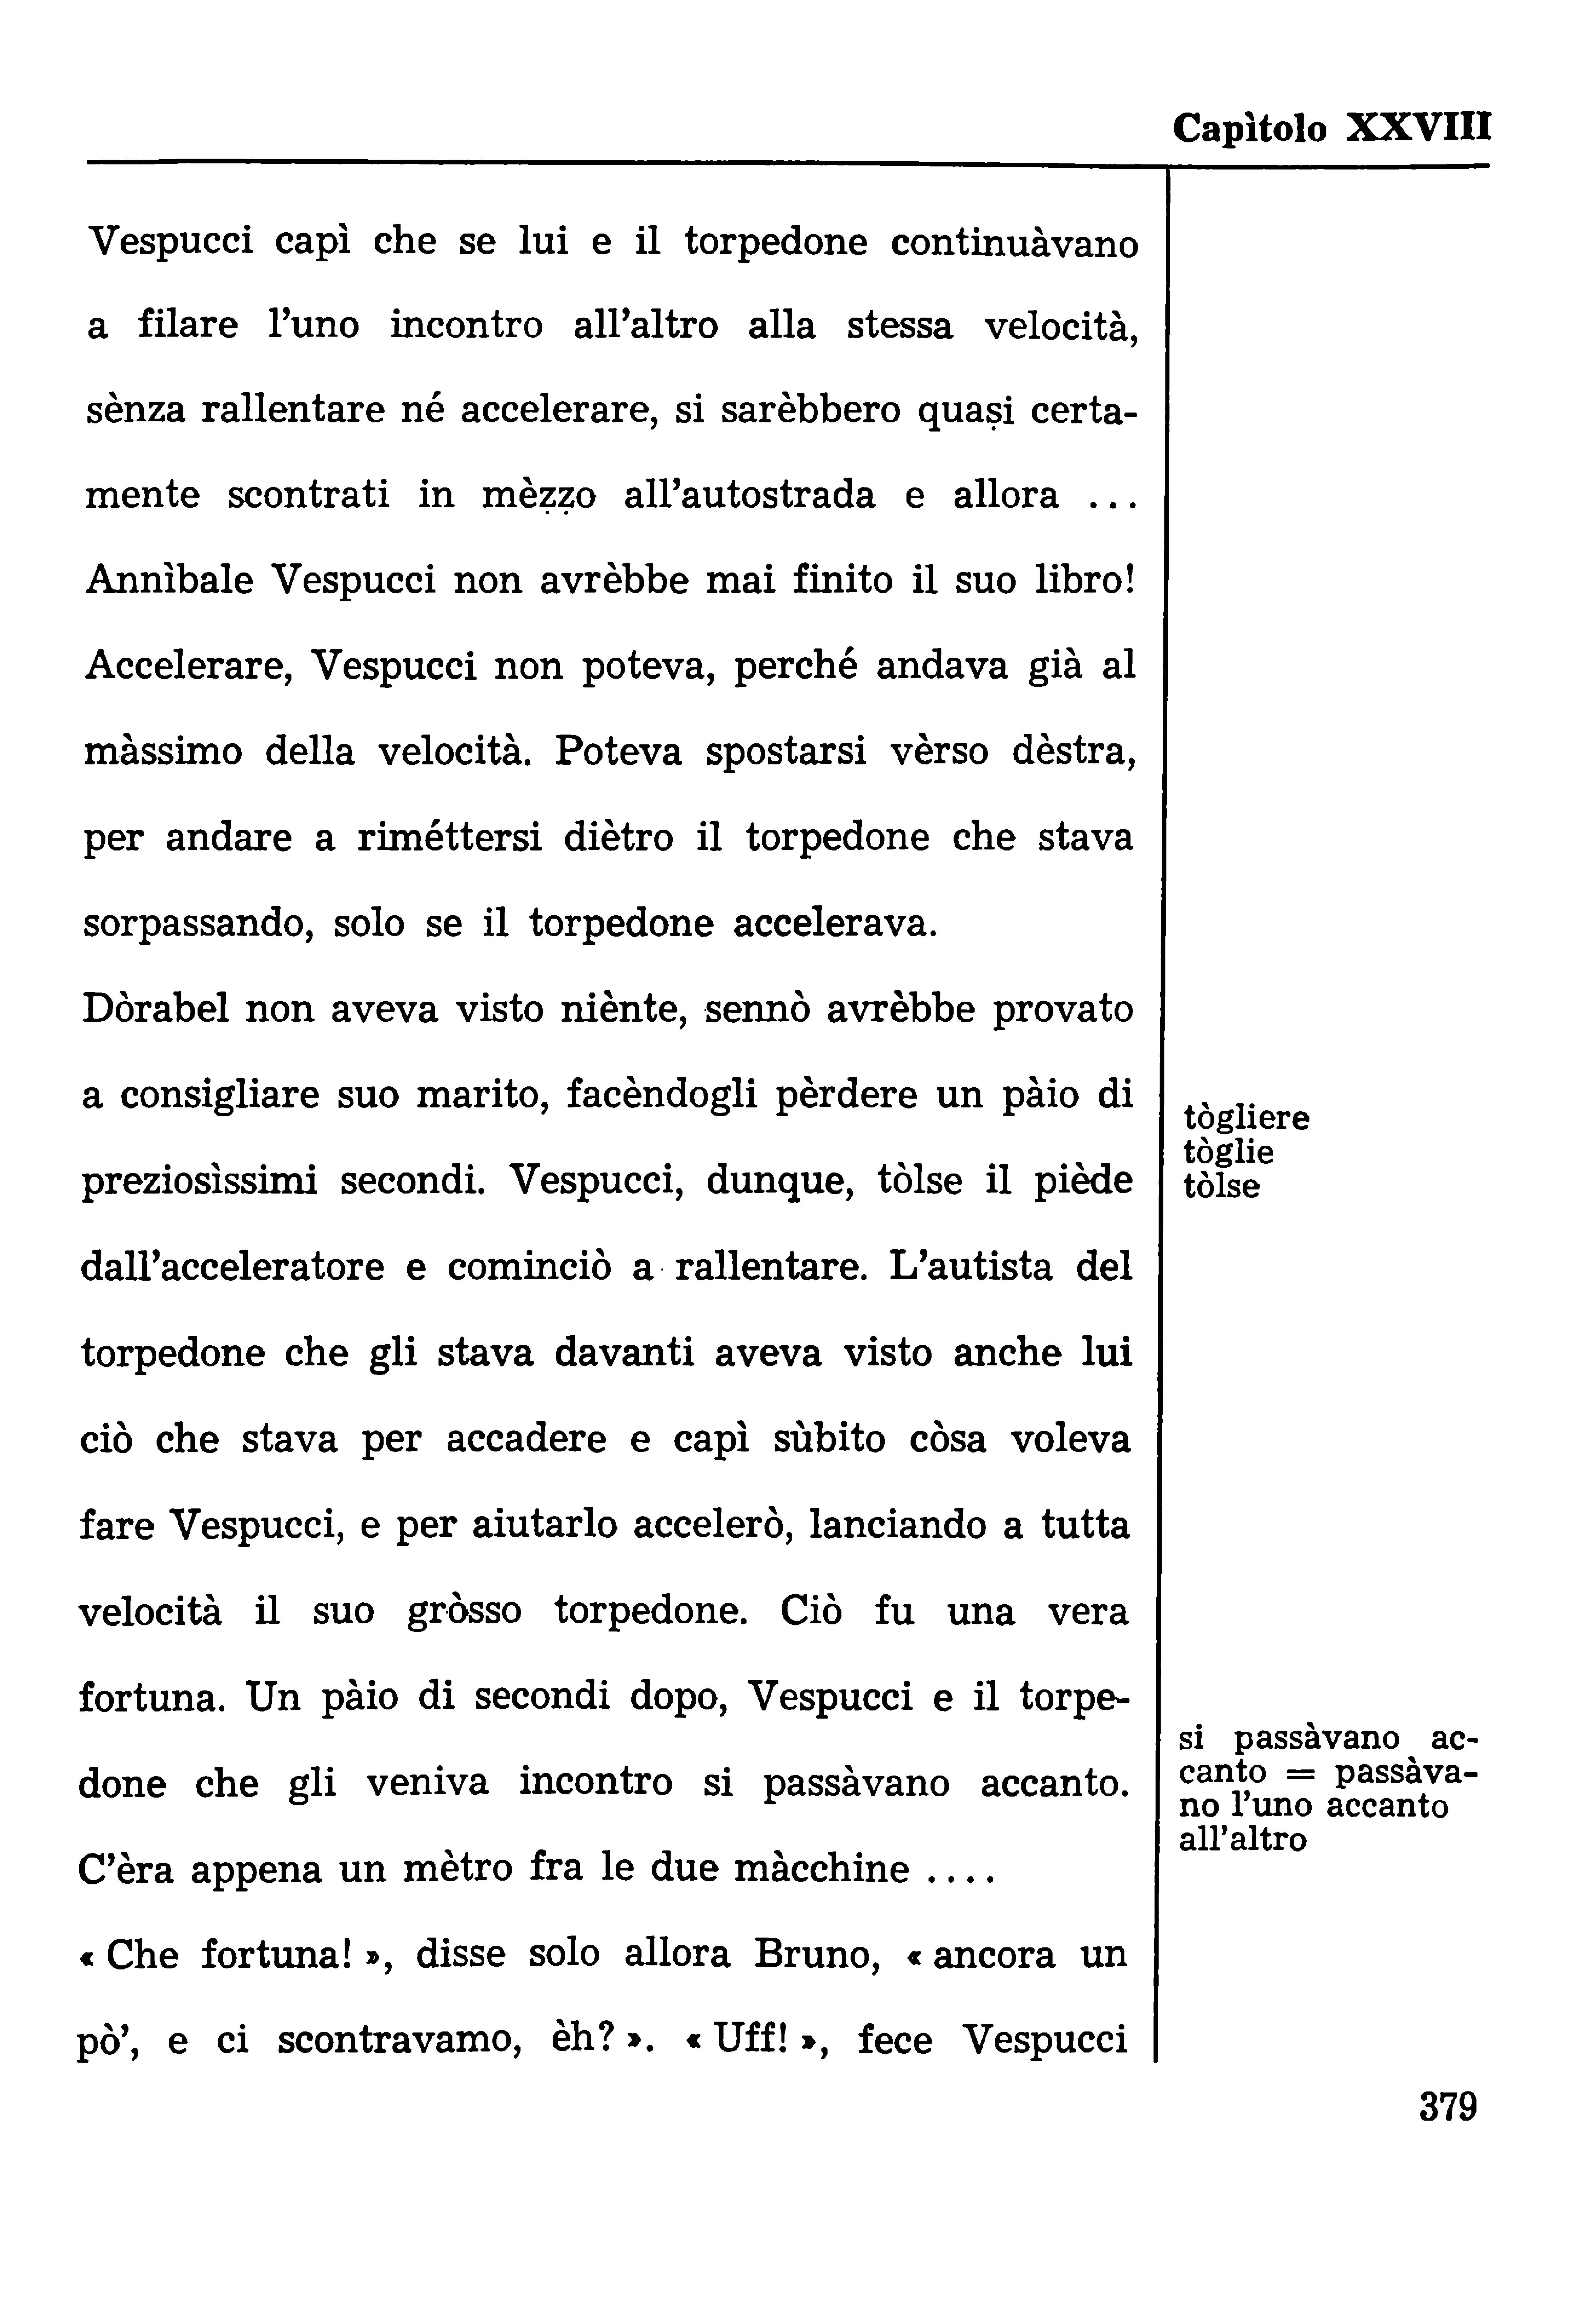 Capìtolo XXVIII
Vespucci capì che se lui e il torpedone continuàvano
a filare l'uno incontro all'altro alla stessa velocità,
sènza rallentare né accelerare, si sarèbbero quaṣi certa-
mente scontrati in mèẓẓo all'autostrada e allora ...
Annìbale Vespucci non avrèbbe mai finito il suo libro!
Accelerare, Vespucci non poteva, perché andava già al
màssimo della velocità. Poteva spostarsi vèrso dèstra,
per andare a riméttersi diètro il torpedone che stava
sorpassando, solo se il torpedone accelerava.
Dòrabel non aveva visto niènte, sennò avrèbbe provato
a consigliare suo marito, facèndogli pèrdere un pàio di
preziosìssimi secondi. Vespucci, dunque, tòlse il piède
dall'acceleratore e cominciò a rallentare. L'autista del
torpedone che gli stava davanti aveva visto anche lui
ciò che stava per accadere e capì sùbito còsa voleva
fare Vespucci, e per aiutarlo accelerò, lanciando a tutta
velocità il suo gròsso torpedone. Ciò fu una vera
fortuna. Un pàio di secondi dopo, Vespucci e il torpe-
done che gli veniva incontro si passàvano accanto.
C'èra appena un mètro fra le due màcchine ....
« Che fortuna! », disse solo allora Bruno, « ancora un
pò', e ci scontravamo, èh? ». « Uff! », fece Vespucci
tògliere
tòglie
tòlse
si passàvano ac-
canto = passàva-
no l'uno accanto
all'altro
379